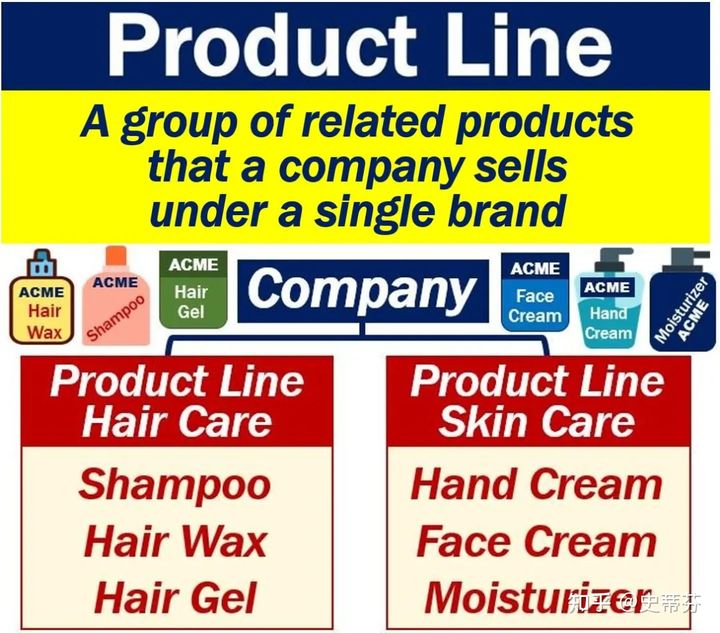 Product Line
A group of related products
that a company sells
under a single brand
ACME
Hair
Wax
ACME
Shampoo
ACME
Hair
Gel
Company
ACME
Face
Cream
ACME
Hand
Cream
Moisturizer
ACME
Product Line
Hair Care
Shampoo
Hair Wax
Hair Gel
Product Line
Skin Care
Hand Cream
Face Cream
Moisturizer
知乎 @史蒂芬